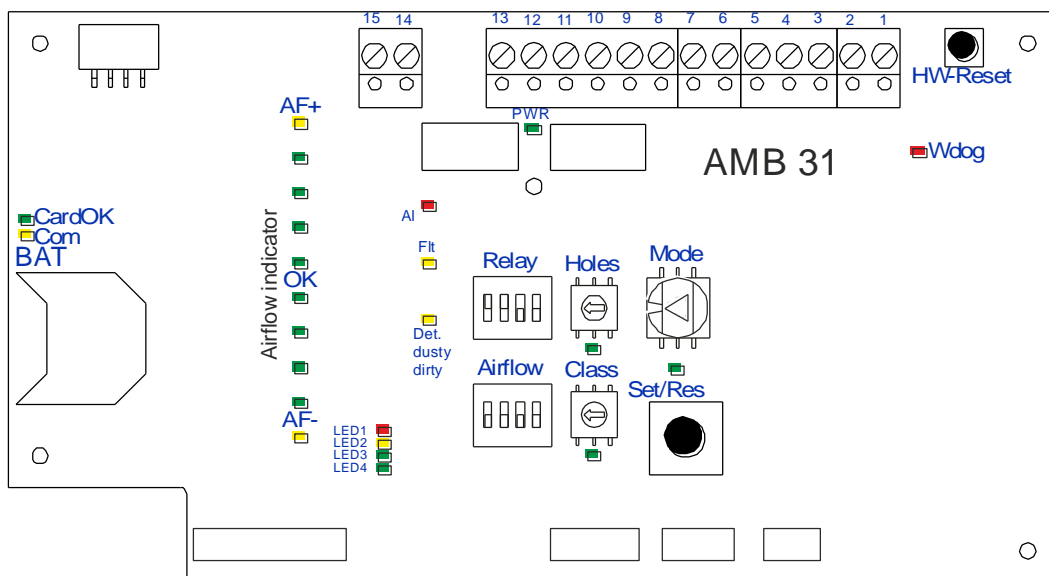 15 14 13 12 11 10 9 8 7 6 5 4 3 2 1
HW-Reset
AF+
PWR
AMB 31
Wdog
CardOK
Com
BAT
Airflow indicator
OK
AF-
Al
Flt
Det.
dusty
dirty
Relay
Holes
Mode
Airflow
Class
Set/Res
LED1
LED2
LED3
LED4